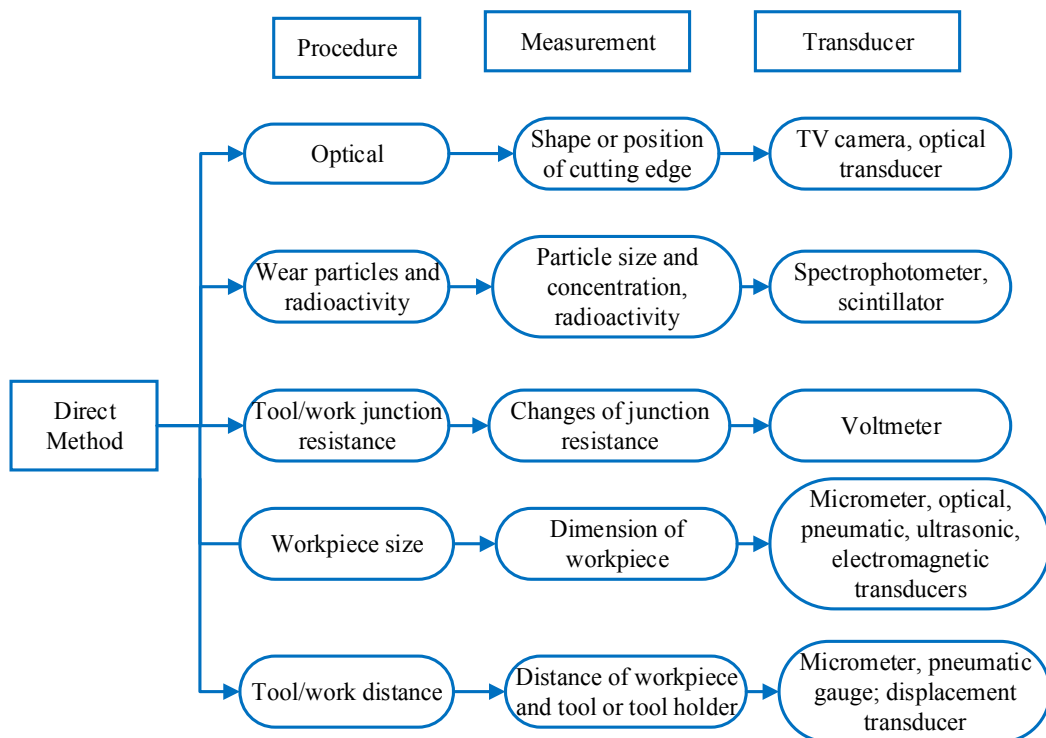 Procedure
Measurement
Transducer
Optical
Shape or position
of cutting edge
TV camera, optical
transducer
Wear particles and
radioactivity
Particle size and
concentration,
radioactivity
Spectrophotometer,
scintillator
Direct
Method
Tool/work junction
resistance
Changes of junction
resistance
Voltmeter
Workpiece size
Dimension of
workpiece
Micrometer, optical,
pneumatic, ultrasonic,
electromagnetic
transducers
Tool/work distance
Distance of workpiece
and tool or tool holder
Micrometer, pneumatic
gauge; displacement
transducer